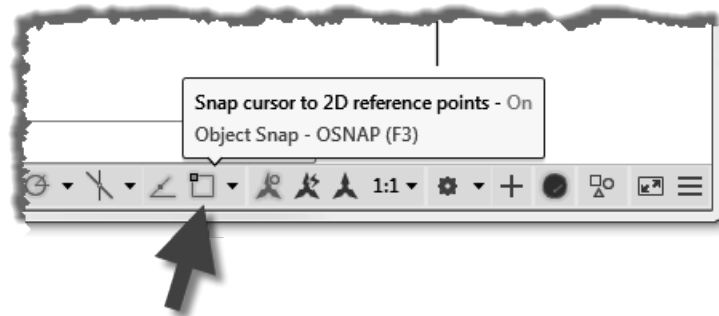 Snap cursor to 2D reference points - On
Object Snap - OSNAP (F3)
1:1